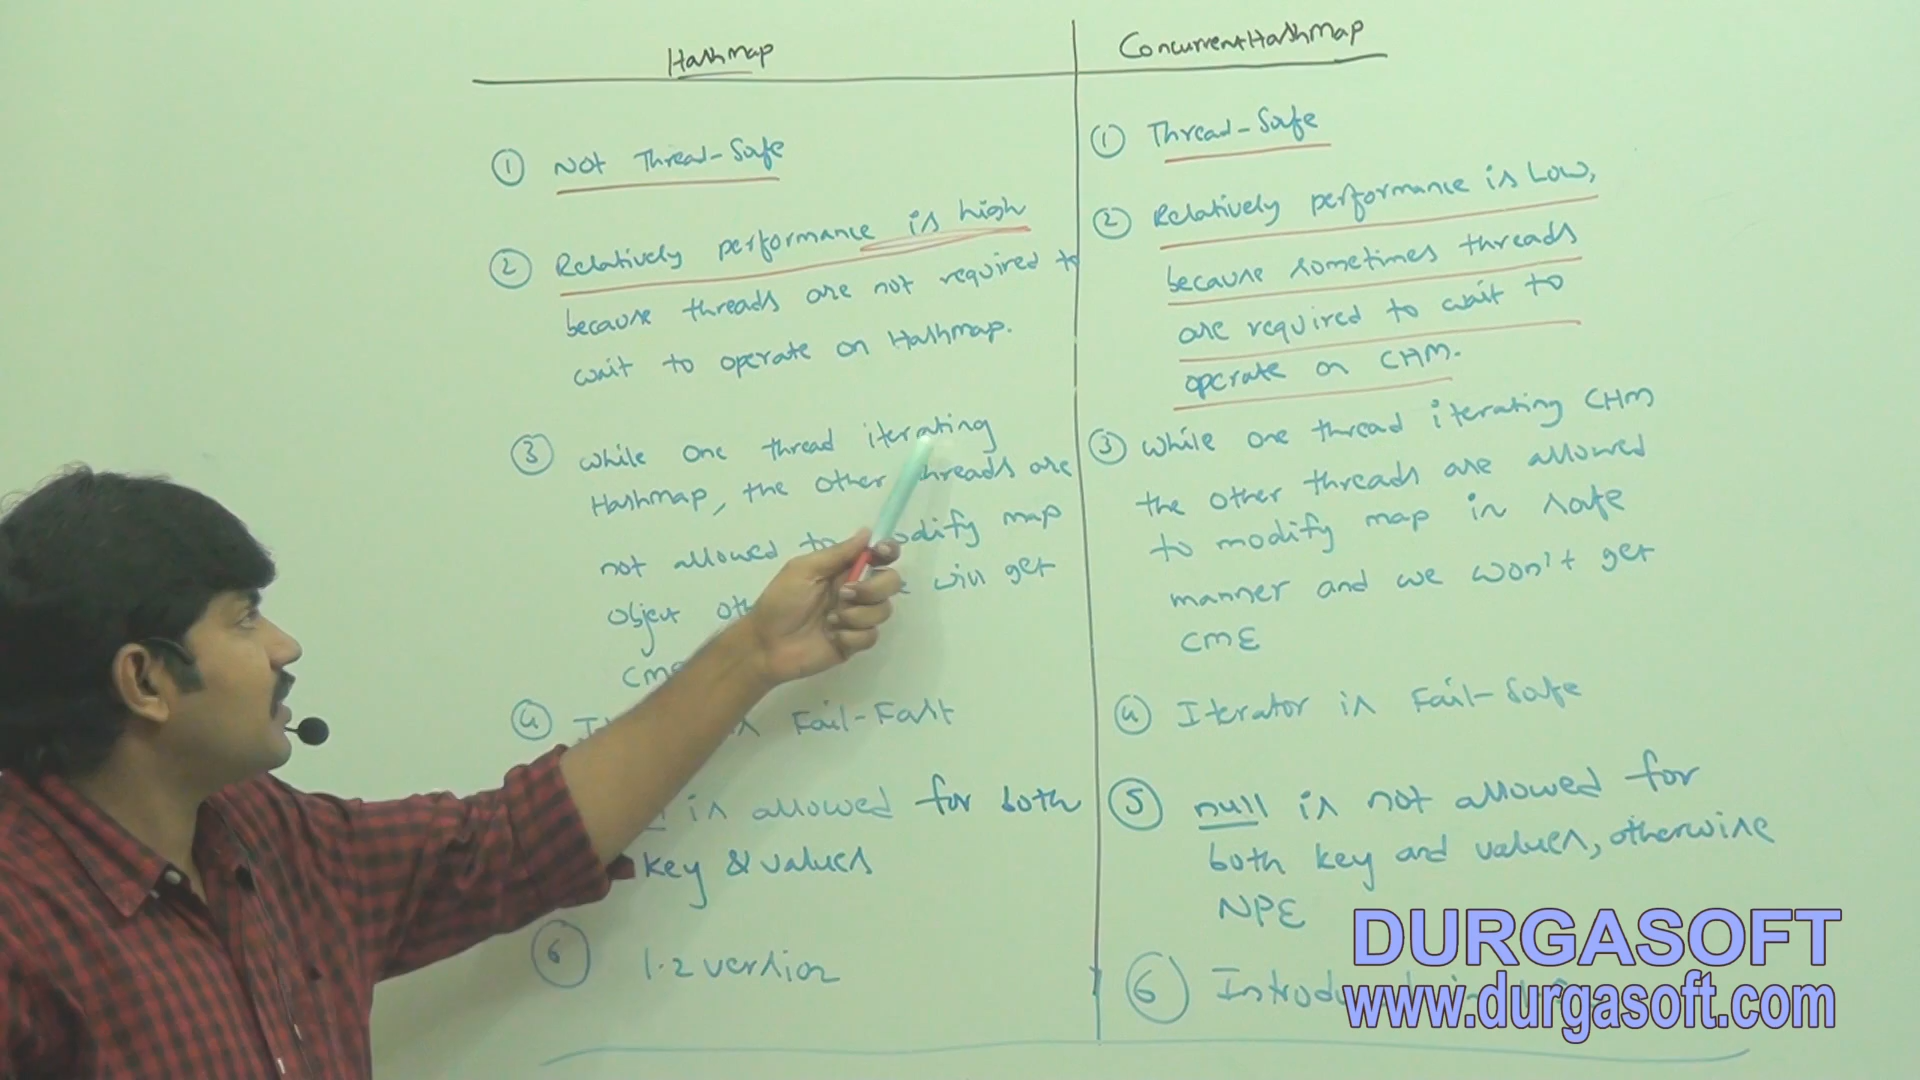 HashMap
① Not Thread-Safe
② Relatively performance is high
because threads are not required to
wait to operate on Hashmap.
③ While one thread iterating
Hashmap, the other threads are
not allowed to modify map
object will get
CME
④ Fail-Fast
is allowed for both
key & values
⑥ 1.2 version
ConcurrentHashMap
① Thread-Safe
② Relatively performance is Low,
because sometimes threads
are required to wait to
operate on CHM.
③ While one thread iterating CHM
the other threads are allowed
to modify map in safe
manner and we won't get
CME
④ Iterator is Fail-Safe
⑤ null is not allowed for
both key and values, otherwise
NPE
⑥
DURGASOFT
www.durgasoft.com